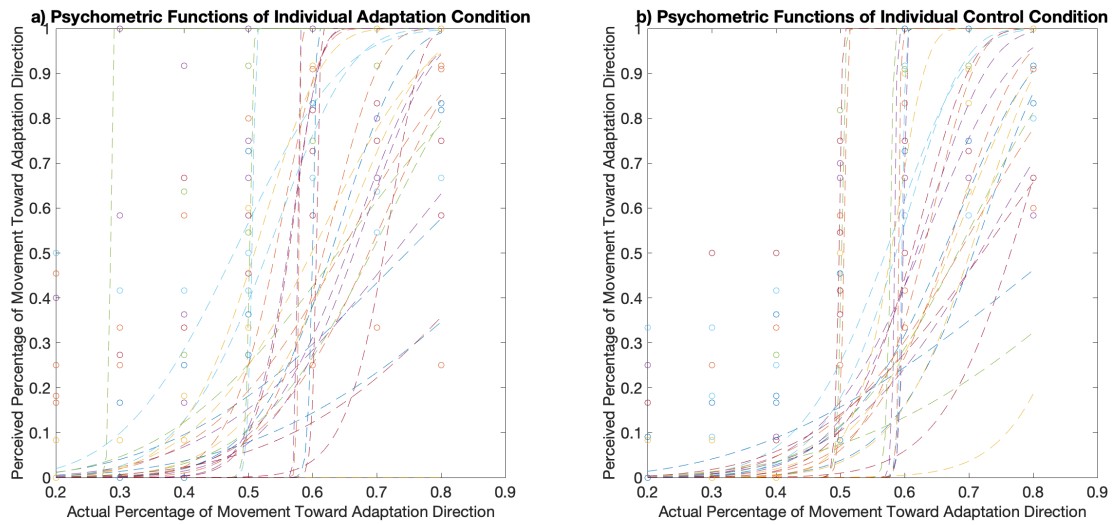 a) Psychometric Functions of Individual Adaptation Condition
Perceived Percentage of Movement Toward Adaptation Direction
1
0.9
0.8
0.7
0.6
0.5
0.4
0.3
0.2
0.1
0
0.2 0.3 0.4 0.5 0.6 0.7 0.8 0.9
Actual Percentage of Movement Toward Adaptation Direction
b) Psychometric Functions of Individual Control Condition
Perceived Percentage of Movement Toward Adaptation Direction
1
0.9
0.8
0.7
0.6
0.5
0.4
0.3
0.2
0.1
0
0.2 0.3 0.4 0.5 0.6 0.7 0.8 0.9
Actual Percentage of Movement Toward Adaptation Direction